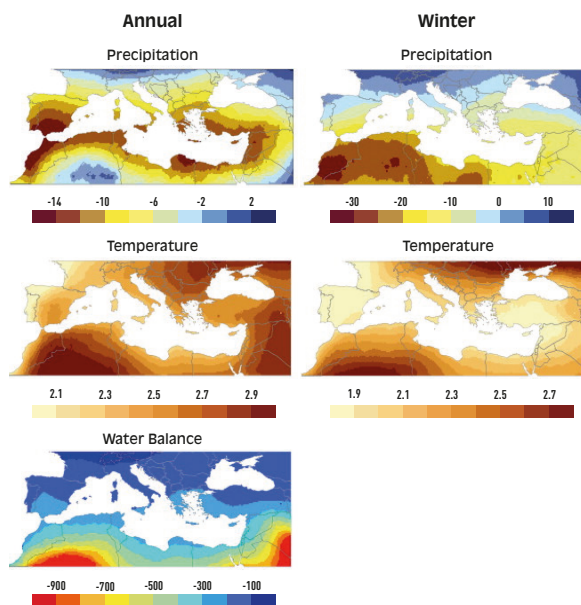 Annual Winter
Precipitation Precipitation
-14 -10 -6 -2 2 -30 -20 -10 0 10
Temperature Temperature
2.1 2.3 2.5 2.7 2.9 1.9 2.1 2.3 2.5 2.7
Water Balance
-900 -700 -500 -300 -100